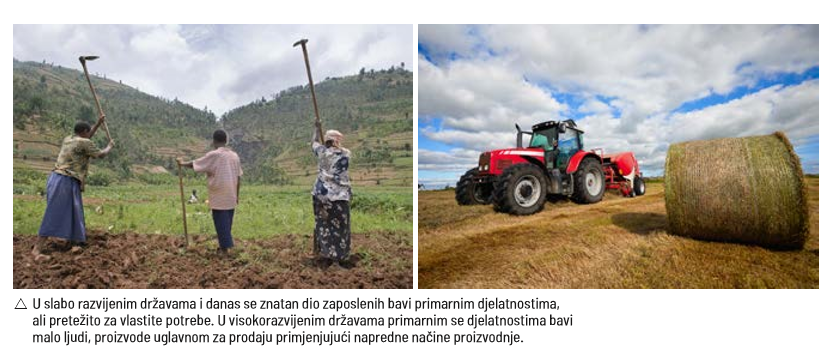 △ U slabo razvijenim državama i danas se znatan dio zaposlenih bavi primarnim djelatnostima,
ali pretežito za vlastite potrebe. U visokorazvijenim državama primarnim se djelatnostima bavi
malo ljudi, proizvode uglavnom za prodaju primjenjujući napredne načine proizvodnje.